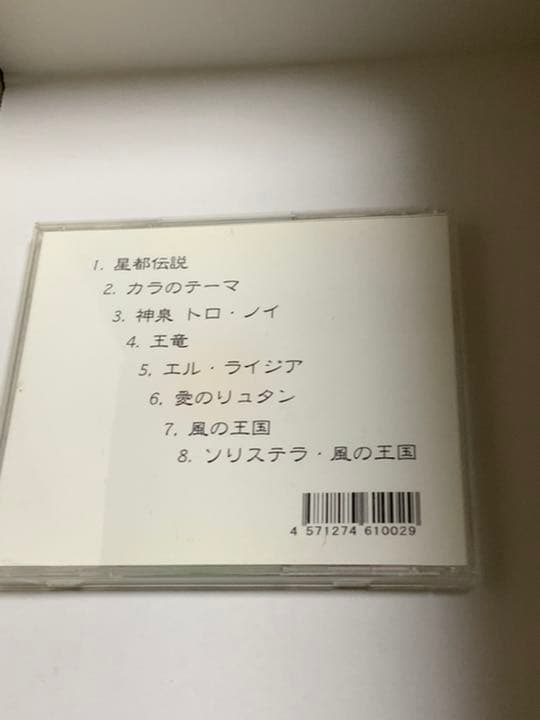 1. 星都伝説
2. カラのテーマ
3. 神泉 トロ・ノイ
4. 王竜
5. エル・ライジア
6. 愛のリュタン
7. 風の王国
8. ソリステラ・風の王国
4 571274 610029